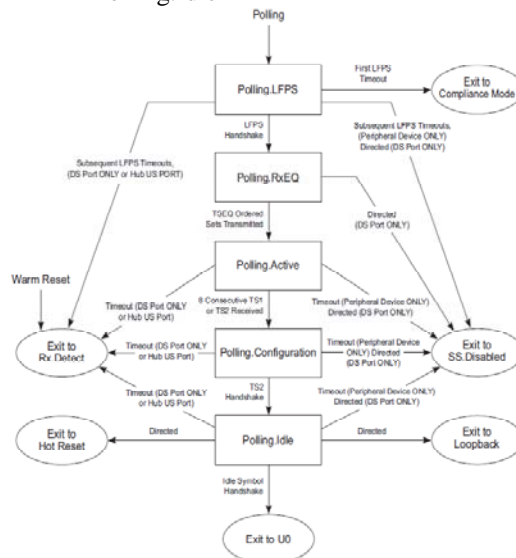 Polling
Polling.LFPS
First LFPS
Timeout
Exit to
Compliance Mode
LFPS
Handshake
Subsequent LFPS Timeouts,
(Peripheral Device ONLY)
Directed (DS Port ONLY)
Subsequent LFPS Timeouts,
(DS Port ONLY or Hub US PORT)
Polling.RxEQ
Directed
(DS Port ONLY)
TSEQ Ordered
Sets Transmitted
Polling.Active
Warm Reset
Timeout (DS Port ONLY
or Hub US Port)
8 Consecutive TS1
or TS2 Received
Timeout (Peripheral Device ONLY)
Directed (DS Port ONLY)
Exit to
Rx.Detect
Timeout (DS Port ONLY
or Hub US Port)
Polling.Configuration
Timeout (Peripheral Device
ONLY) Directed
(DS Port ONLY)
Exit to
SS.Disabled
Timeout (DS Port ONLY
or Hub US Port)
TS2
Handshake
Timeout (Peripheral Device ONLY)
Directed (DS Port ONLY)
Exit to
Hot Reset
Directed
Polling.Idle
Directed
Exit to
Loopback
Idle Symbol
Handshake
Exit to U0